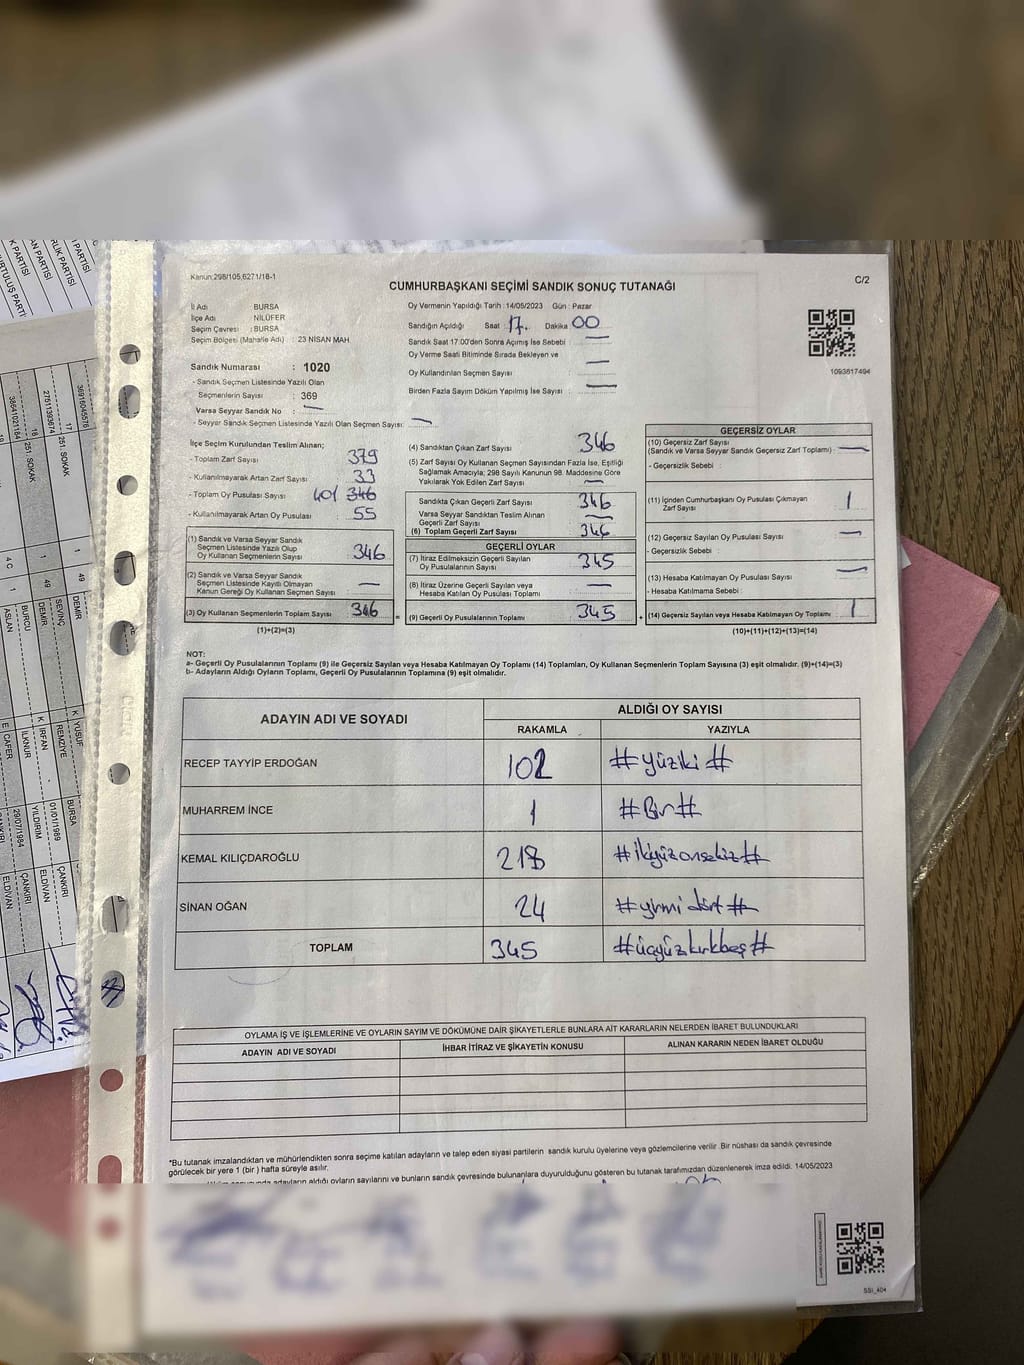 Kanun:298/105,6271/18-1
C/2
CUMHURBAŞKANI SEÇİMİ SANDIK SONUÇ TUTANAĞI
İl Adı BURSA
İlçe Adı NİLÜFER
Seçim Çevresi : BURSA
Seçim Bölgesi (Mahalle Adı) : 23 NİSAN MAH
Sandık Numarası : 1020
- Sandık Seçmen Listesinde Yazılı Olan
Seçmenlerin Sayısı : 369
Varsa Seyyar Sandık No : —
- Seyyar Sandık Seçmen Listesinde Yazılı Olan Seçmen Sayısı: —
Oy Vermenin Yapıldığı Tarih : 14/05/2023 Gün : Pazar
Sandığın Açıldığı Saat 17. Dakika 00
Sandık Saat 17.00'den Sonra Açımış İse Sebebi : —
Oy Verme Saati Bitiminde Sırada Bekleyen ve
Oy Kullandırılan Seçmen Sayısı : —
Birden Fazla Sayım Döküm Yapılmış İse Sayısı : —
1093817494
İlçe Seçim Kurulundan Teslim Alınan;
- Toplam Zarf Sayısı 379
- Kullanılmayarak Artan Zarf Sayısı 33
- Toplam Oy Pusulası Sayısı 401 346
- Kullanılmayarak Artan Oy Pusulası 55
(1) Sandık ve Varsa Seyyar Sandık
Seçmen Listesinde Yazılı Olup
Oy Kullanan Seçmenlerin Sayısı 346
(2) Sandık ve Varsa Seyyar Sandık
Seçmen Listesinde Kayıtlı Olmayan
Kanun Gereği Oy Kullanan Seçmen Sayısı —
(3) Oy Kullanan Seçmenlerin Toplam Sayısı 346 =
(1)+(2)=(3)
(4) Sandıktan Çıkan Zarf Sayısı 346
(5) Zarf Sayısı Oy Kullanan Seçmen Sayısından Fazla İse, Eşitliği
Sağlamak Amacıyla; 298 Sayılı Kanunun 98. Maddesine Göre
Yakılarak Yok Edilen Zarf Sayısı —
Sandıkta Çıkan Geçerli Zarf Sayısı 346
Varsa Seyyar Sandıktan Teslim Alınan
Geçerli Zarf Sayısı —
(6) Toplam Geçerli Zarf Sayısı 346
GEÇERLİ OYLAR
(7) İtiraz Edilmeksizin Geçerli Sayılan
Oy Pusulalarının Sayısı 345
(8) İtiraz Üzerine Geçerli Sayılan veya
Hesaba Katılan Oy Pusulası Toplamı —
(9) Geçerli Oy Pusulalarının Toplamı 345 +
GEÇERSİZ OYLAR
(10) Geçersiz Zarf Sayısı
(Sandık ve Varsa Seyyar Sandık Geçersiz Zarf Toplamı) —
- Geçersizlik Sebebi :
(11) İçinden Cumhurbaşkanı Oy Pusulası Çıkmayan
Zarf Sayısı 1
(12) Geçersiz Sayılan Oy Pusulası Sayısı —
- Geçersizlik Sebebi :
(13) Hesaba Katılmayan Oy Pusulası Sayısı —
- Hesaba Katılmama Sebebi :
(14) Geçersiz Sayılan veya Hesaba Katılmayan Oy Toplamı 1
(10)+(11)+(12)+(13)=(14)
NOT:
a- Geçerli Oy Pusulalarının Toplamı (9) ile Geçersiz Sayılan veya Hesaba Katılmayan Oy Toplamı (14) Toplamları, Oy Kullanan Seçmenlerin Toplam Sayısına (3) eşit olmalıdır. (9)+(14)=(3)
b- Adayların Aldığı Oyların Toplamı, Geçerli Oy Pusulalarının Toplamına (9) eşit olmalıdır.
ADAYIN ADI VE SOYADI
ALDIĞI OY SAYISI
RAKAMLA YAZIYLA
RECEP TAYYİP ERDOĞAN 102 #yüziki#
MUHARREM İNCE 1 #Bir#
KEMAL KILIÇDAROĞLU 218 #ikiyüzonsekiz#
SİNAN OĞAN 24 #yirmi dört#
TOPLAM 345 #üçyüzkırkbeş#
OYLAMA İŞ VE İŞLEMLERİNE VE OYLARIN SAYIM VE DÖKÜMÜNE DAİR ŞİKAYETLERLE BUNLARA AİT KARARLARIN NELERDEN İBARET BULUNDUKLARI
ADAYIN ADI VE SOYADI İHBAR İTİRAZ VE ŞİKAYETİN KONUSU ALINAN KARARIN NEDEN İBARET OLDUĞU
*Bu tutanak imzalandıktan ve mühürlendikten sonra seçime katılan adayların ve talep eden siyasi partilerin sandık kurulu üyelerine veya gözlemcilerine verilir. Bir nüshası da sandık çevresinde
görülecek bir yere 1 (bir ) hafta süreyle asılır.
adayların aldığı oyların sayılarını ve bunların sandık çevresinde bulunanlara duyurulduğunu gösteren bu tutanak tarafımızdan düzenlenerek imza edildi. 14/05/2023
SSİ_404